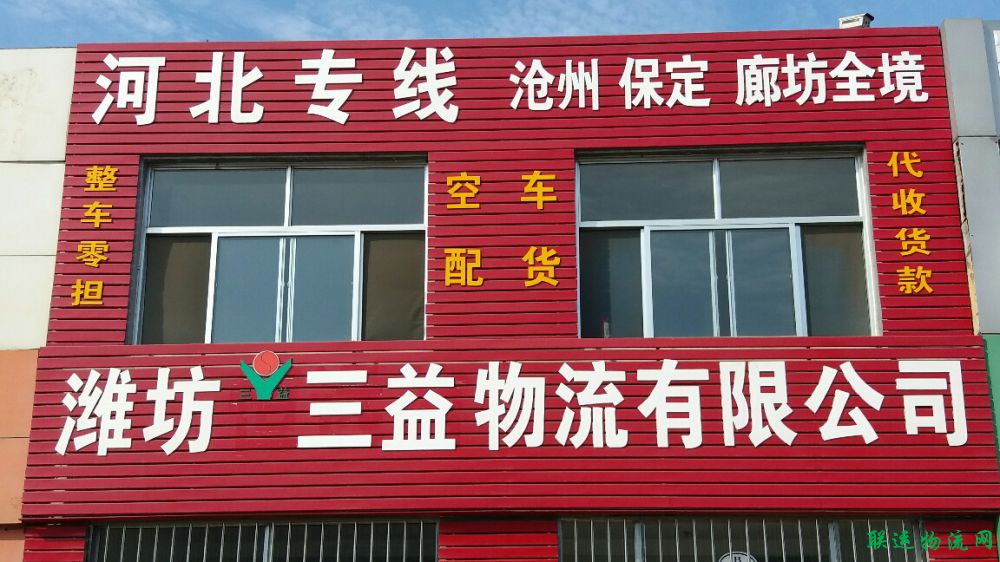 河北专线 沧州 保定 廊坊全境
整车零担
空车
配货
代收货款
潍坊 三益 三益物流有限公司
联速物流网